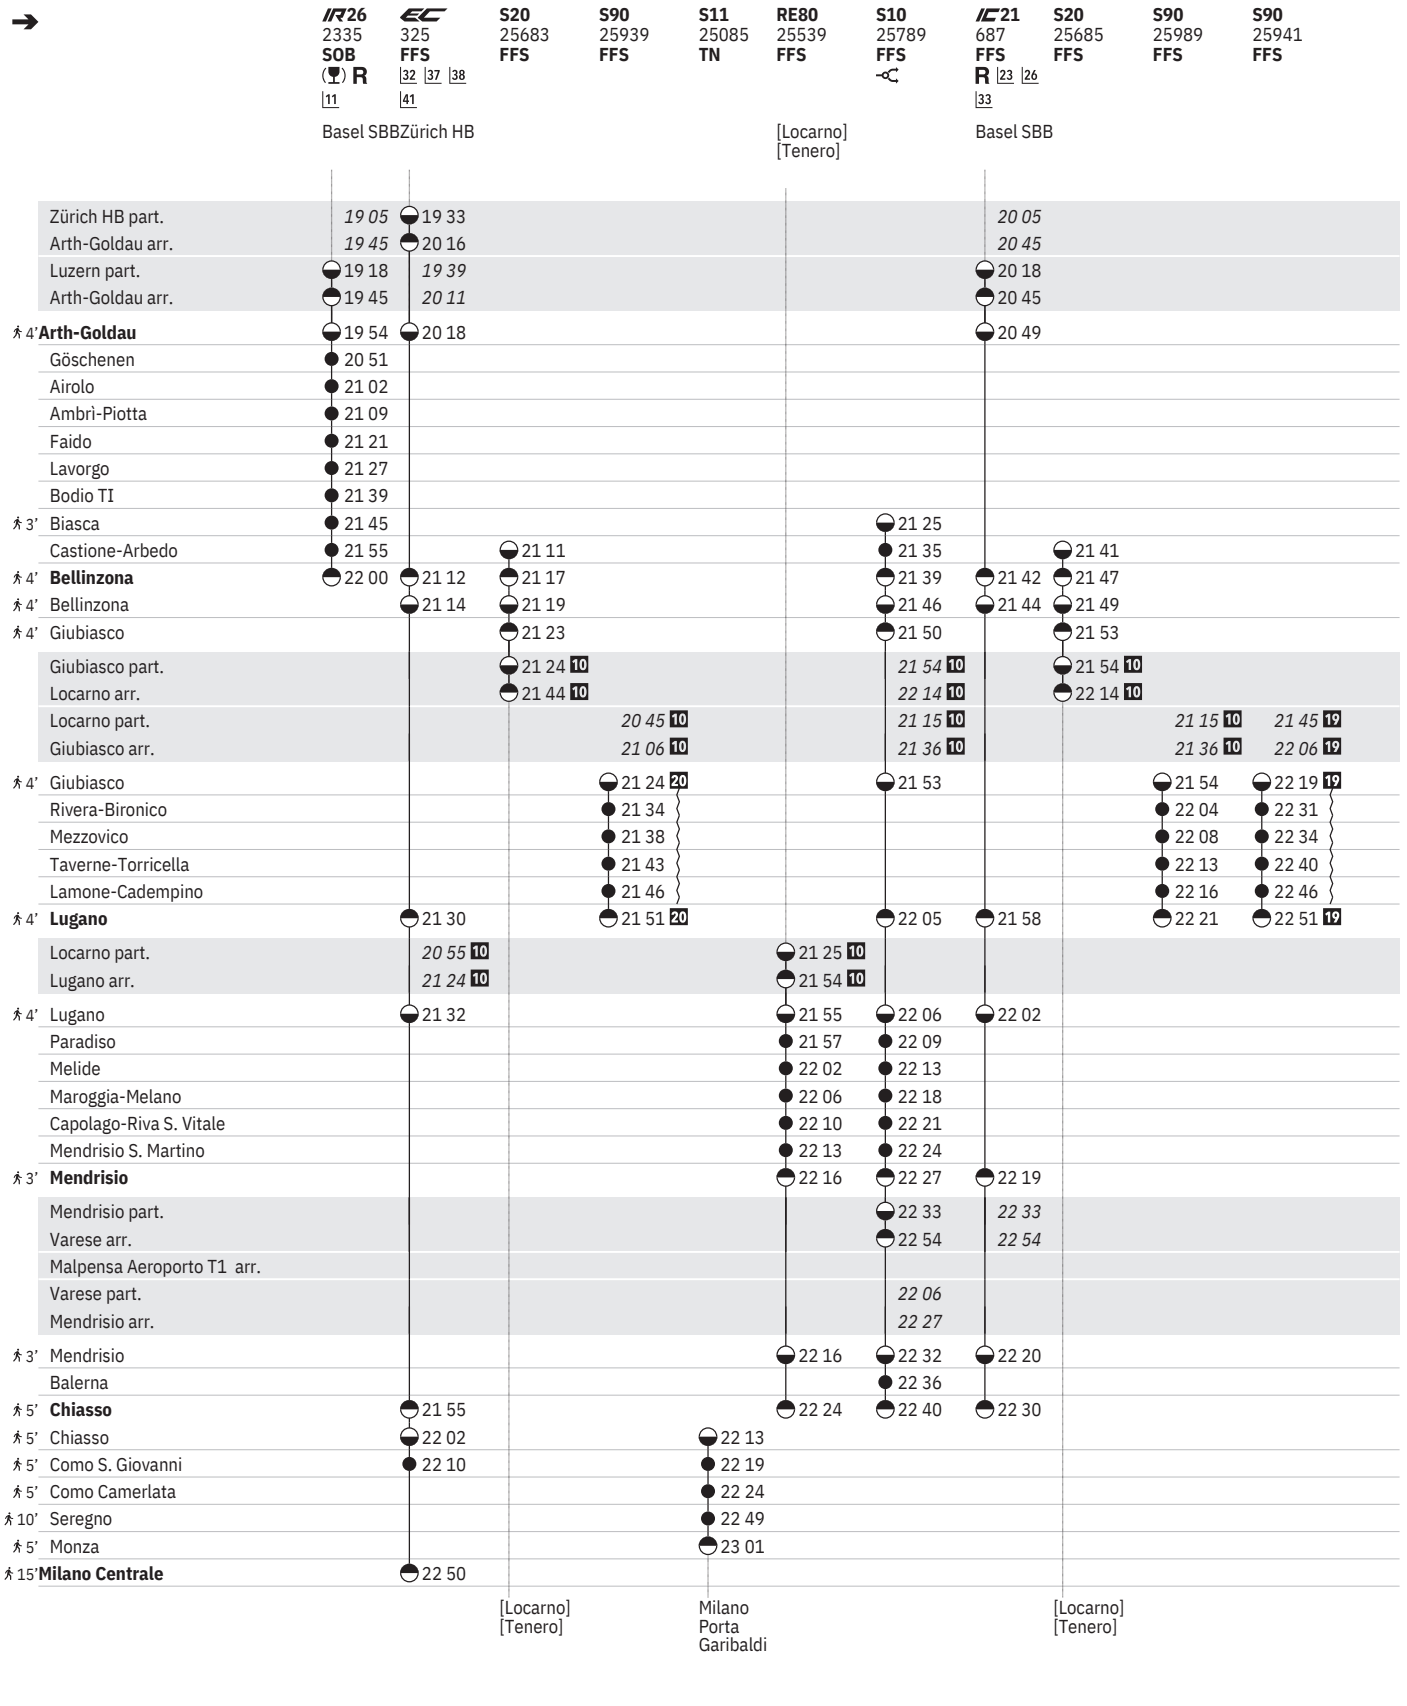 IR26 EC S20 S90 S11 RE80 S10 IC21 S20 S90 S90
2335 325 25683 25939 25085 25539 25789 687 25685 25989 25941
SOB FFS FFS FFS TN FFS FFS FFS FFS FFS FFS
R 32 37 38 R 23 26
11 41 33
Basel SBB Zürich HB [Locarno] Basel SBB
[Tenero]
Zürich HB part. 19 05 19 33 20 05
Arth-Goldau arr. 19 45 20 16 20 45
Luzern part. 19 18 19 39 20 18
Arth-Goldau arr. 19 45 20 11 20 45
4’ Arth-Goldau 19 54 20 18 20 49
Göschenen 20 51
Airolo 21 02
Ambrì-Piotta 21 09
Faido 21 21
Lavorgo 21 27
Bodio TI 21 39
3’ Biasca 21 45 21 25
Castione-Arbedo 21 55 21 11 21 35 21 41
4’ Bellinzona 22 00 21 12 21 17 21 39 21 42 21 47
4’ Bellinzona 21 14 21 19 21 46 21 44 21 49
4’ Giubiasco 21 23 21 50 21 53
Giubiasco part. 21 24 10 21 54 10 21 54 10
Locarno arr. 21 44 10 22 14 10 22 14 10
Locarno part. 20 45 10 21 15 10 21 15 10 21 45 19
Giubiasco arr. 21 06 10 21 36 10 21 36 10 22 06 19
4’ Giubiasco 21 24 20 21 53 21 54 22 19 19
Rivera-Bironico 21 34 22 04 22 31
Mezzovico 21 38 22 08 22 34
Taverne-Torricella 21 43 22 13 22 40
Lamone-Cadempino 21 46 22 16 22 46
4’ Lugano 21 30 21 51 20 22 05 21 58 22 21 22 51 19
Locarno part. 20 55 10 21 25 10
Lugano arr. 21 24 10 21 54 10
4’ Lugano 21 32 21 55 22 06 22 02
Paradiso 21 57 22 09
Melide 22 02 22 13
Maroggia-Melano 22 06 22 18
Capolago-Riva S. Vitale 22 10 22 21
Mendrisio S. Martino 22 13 22 24
3’ Mendrisio 22 16 22 27 22 19
Mendrisio part. 22 33 22 33
Varese arr. 22 54 22 54
Malpensa Aeroporto T1 arr.
Varese part. 22 06
Mendrisio arr. 22 27
3’ Mendrisio 22 16 22 32 22 20
Balerna 22 36
5’ Chiasso 21 55 22 24 22 40 22 30
5’ Chiasso 22 02 22 13
5’ Como S. Giovanni 22 10 22 19
5’ Como Camerlata 22 24
10’ Seregno 22 49
5’ Monza 23 01
15’ Milano Centrale 22 50
[Locarno] Milano [Locarno]
[Tenero] Porta [Tenero]
Garibaldi